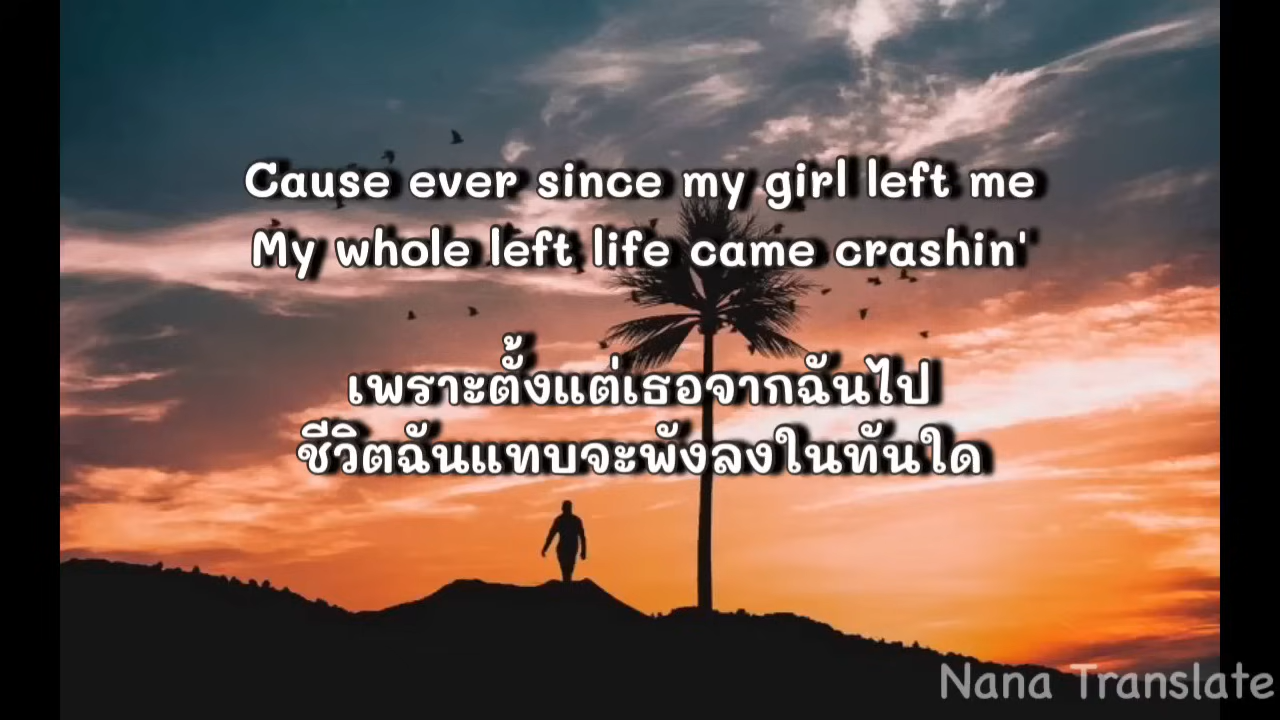 Cause ever since my girl left me
My whole left life came crashin'
เพราะตั้งแต่เธอจากฉันไป
ชีวิตฉันแทบจะพังลงในทันใด
Nana Translate